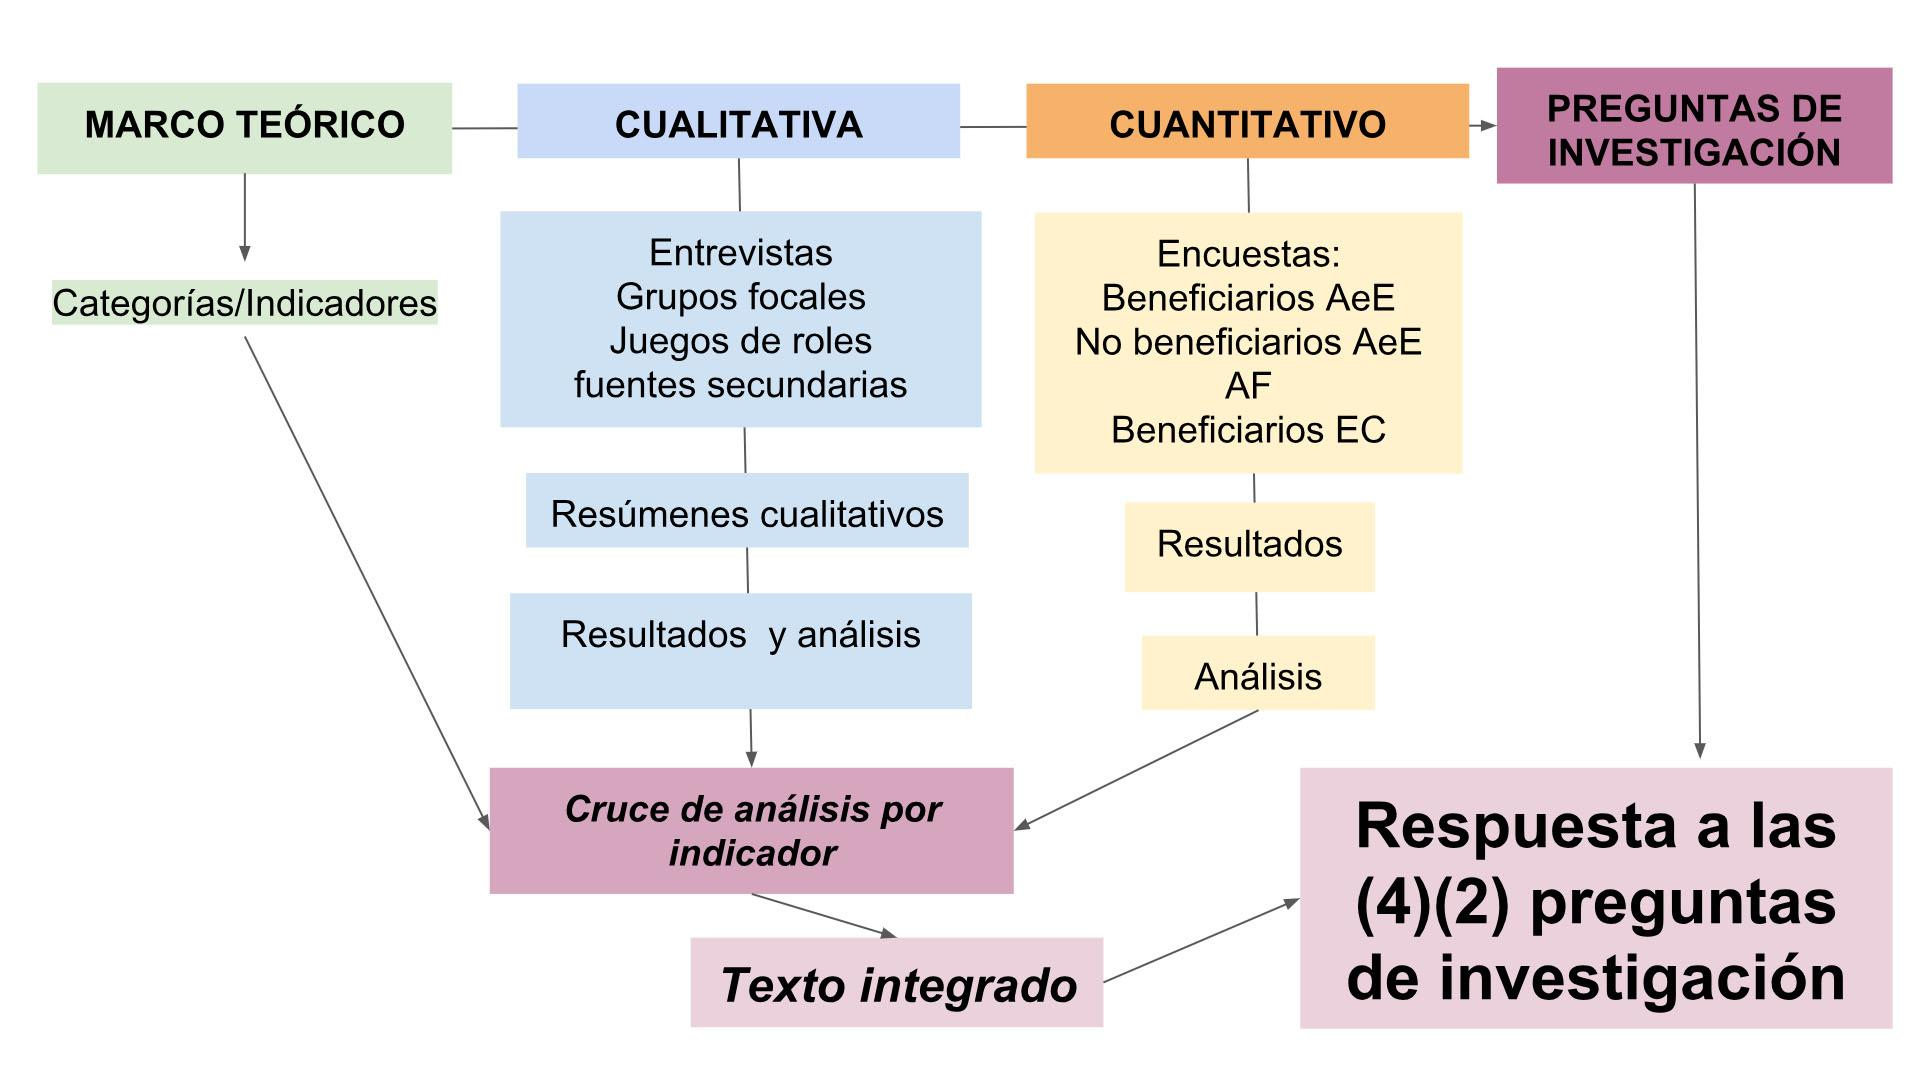 MARCO TEÓRICO
CUALITATIVA
CUANTITATIVO
PREGUNTAS DE
INVESTIGACIÓN
Categorías/Indicadores
Entrevistas
Grupos focales
Juegos de roles
fuentes secundarias
Encuestas:
Beneficiarios AeE
No beneficiarios AeE
AF
Beneficiarios EC
Resúmenes cualitativos
Resultados
Resultados  y análisis
Análisis
Cruce de análisis por
indicador
Texto integrado
Respuesta a las
(4)(2) preguntas
de investigación